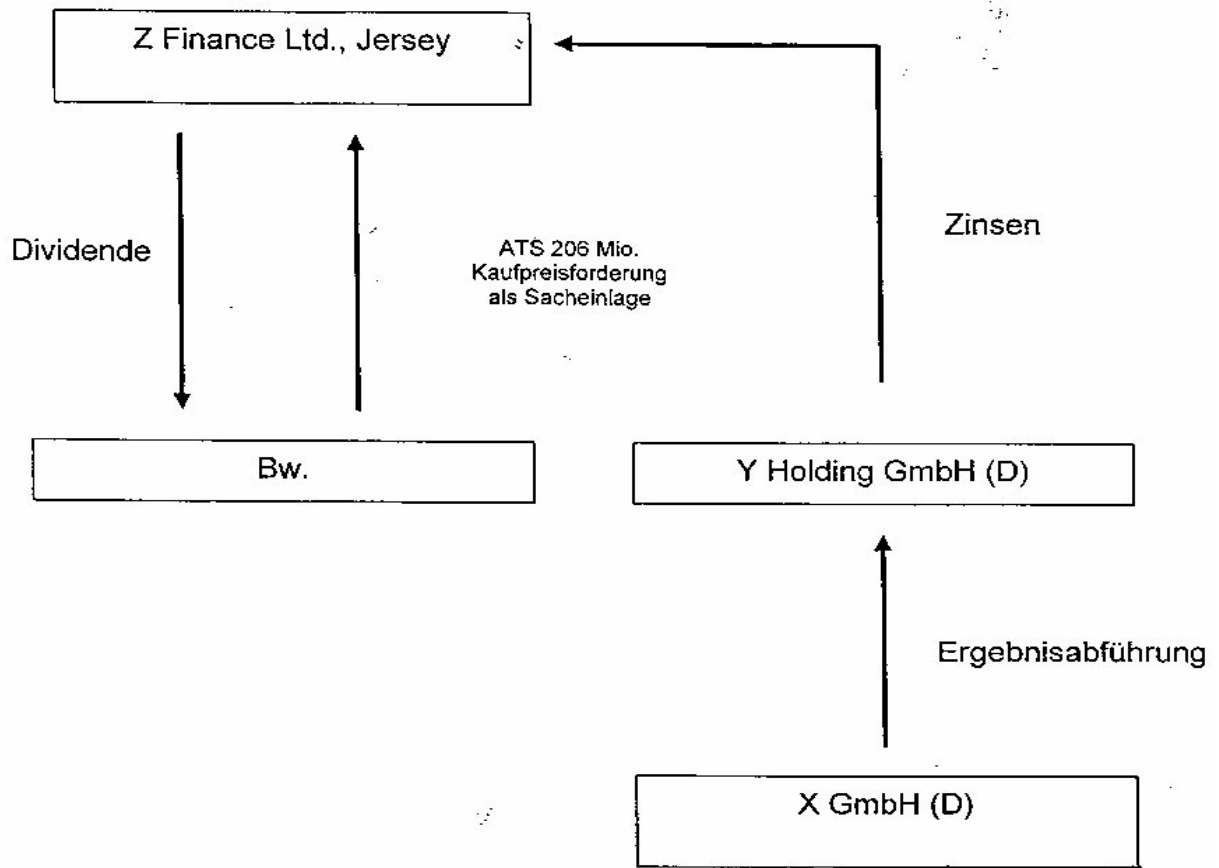 Z Finance Ltd., Jersey
Dividende
ATS 206 Mio.
Kaufpreisforderung
als Sacheinlage
Zinsen
Bw.
Y Holding GmbH (D)
Ergebnisabführung
X GmbH (D)